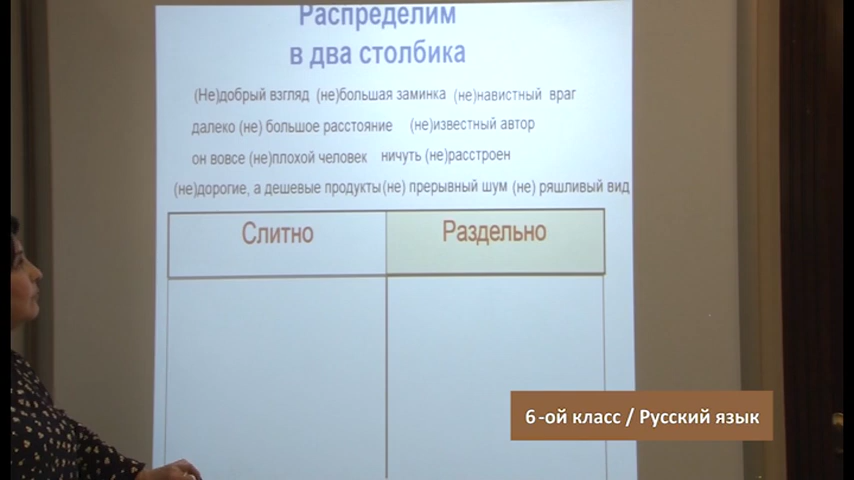 Распределим
в два столбика
(Не)добрый взгляд (не)большая заминка (не)навистный враг
далеко (не) большое расстояние (не)известный автор
он вовсе (не)плохой человек ничуть (не)расстроен
(не)дорогие, а дешевые продукты(не) прерывный шум (не) ряшливый вид
Слитно Раздельно
6-ой класс / Русский язык